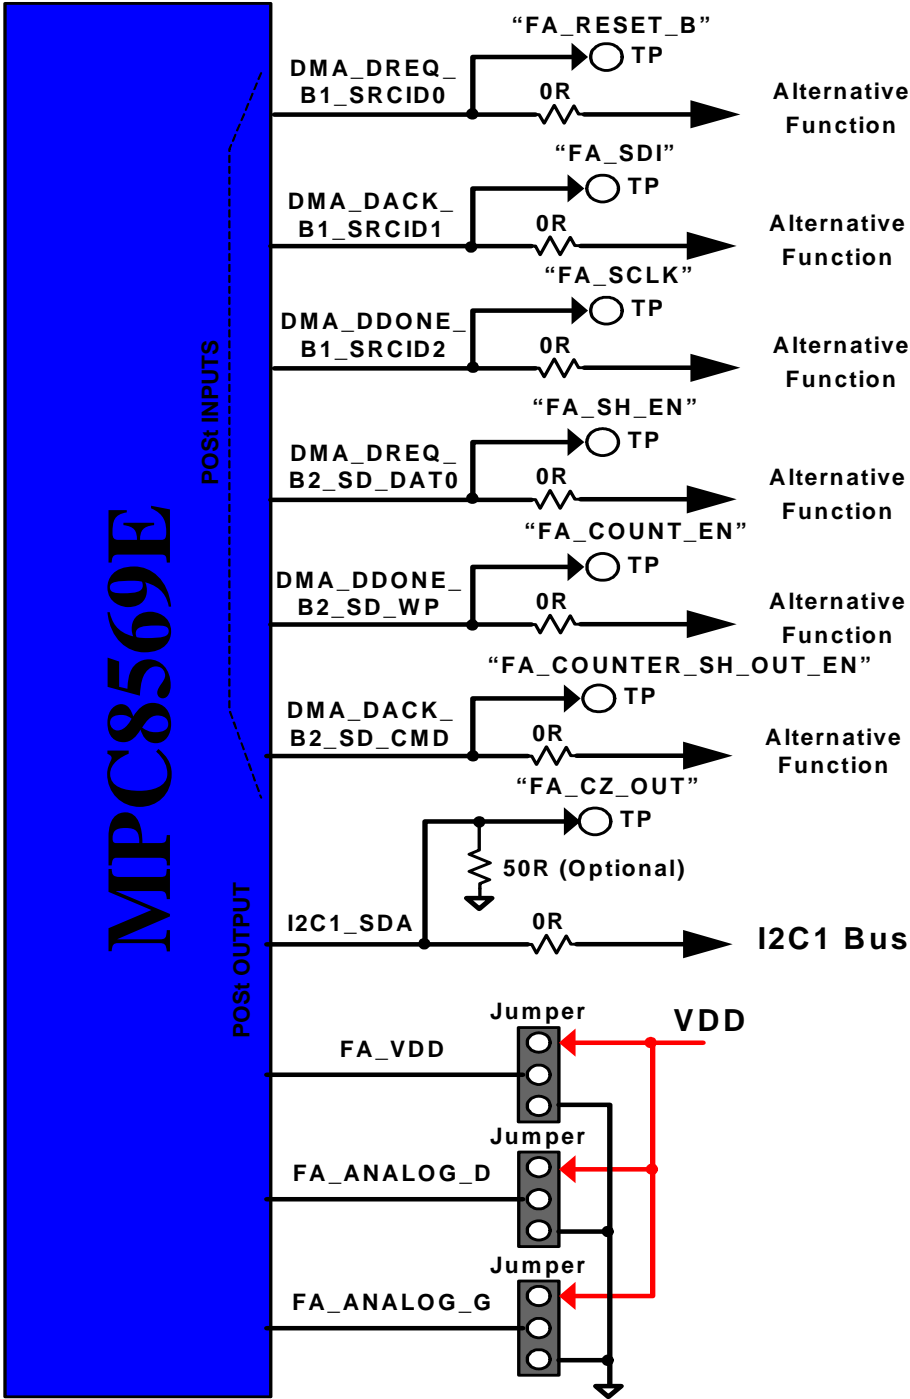 “FA_RESET_B”
TP
DMA_DREQ_
B1_SRCID0
0R
Alternative
Function
“FA_SDI”
TP
DMA_DACK_
B1_SRCID1
0R
Alternative
Function
“FA_SCLK”
TP
DMA_DDONE_
B1_SRCID2
0R
Alternative
Function
POSt INPUTS
“FA_SH_EN”
TP
DMA_DREQ_
B2_SD_DAT0
0R
Alternative
Function
“FA_COUNT_EN”
TP
DMA_DDONE_
B2_SD_WP
0R
Alternative
Function
MPC8569E
“FA_COUNTER_SH_OUT_EN”
TP
DMA_DACK_
B2_SD_CMD
0R
Alternative
Function
“FA_CZ_OUT”
TP
50R (Optional)
POSt OUTPUT
I2C1_SDA
0R
I2C1 Bus
Jumper
VDD
FA_VDD
Jumper
FA_ANALOG_D
Jumper
FA_ANALOG_G